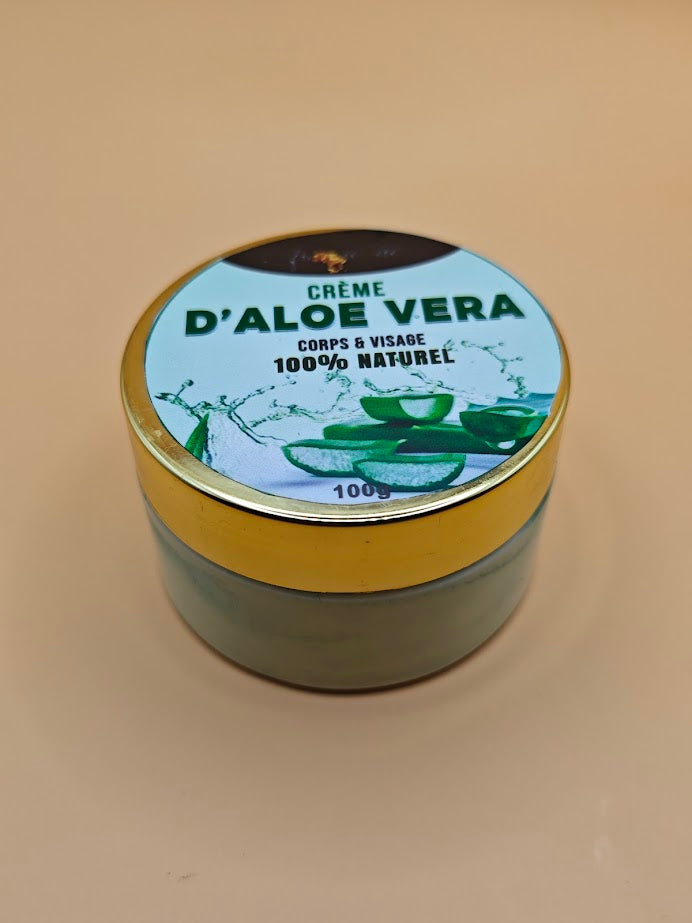 CRÈME
D'ALOE VERA
CORPS & VISAGE
100% NATUREL
100g